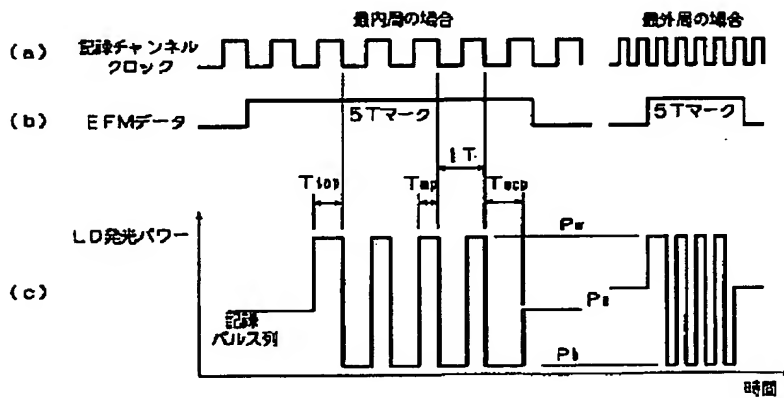 最内周の場合
最外周の場合
(a) 記録チャンネル
クロック
(b) EFMデータ
5Tマーク
5Tマーク
1T
Ttop
Tmp
Tecp
LD発光パワー
Pw
(c)
Pe
記録
パルス列
Pb
時間